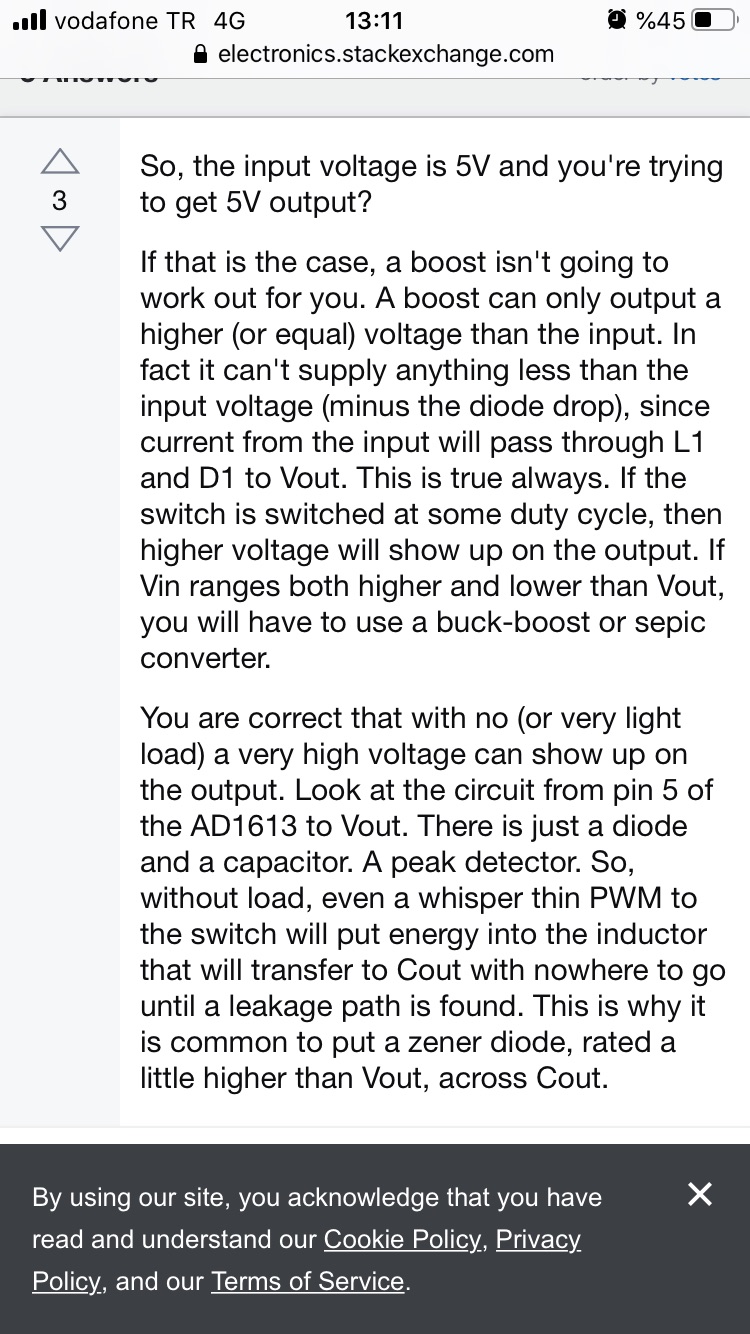 vodafone TR 4G 13:11 %45
electronics.stackexchange.com
So, the input voltage is 5V and you're trying
to get 5V output?
3
If that is the case, a boost isn't going to
work out for you. A boost can only output a
higher (or equal) voltage than the input. In
fact it can't supply anything less than the
input voltage (minus the diode drop), since
current from the input will pass through L1
and D1 to Vout. This is true always. If the
switch is switched at some duty cycle, then
higher voltage will show up on the output. If
Vin ranges both higher and lower than Vout,
you will have to use a buck-boost or sepic
converter.
You are correct that with no (or very light
load) a very high voltage can show up on
the output. Look at the circuit from pin 5 of
the AD1613 to Vout. There is just a diode
and a capacitor. A peak detector. So,
without load, even a whisper thin PWM to
the switch will put energy into the inductor
that will transfer to Cout with nowhere to go
until a leakage path is found. This is why it
is common to put a zener diode, rated a
little higher than Vout, across Cout.
By using our site, you acknowledge that you have
read and understand our Cookie Policy, Privacy
Policy, and our Terms of Service.